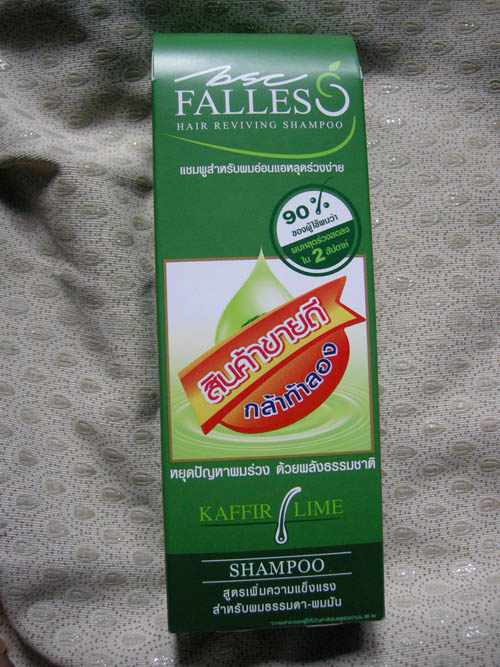 bsc
FALLESS
HAIR REVIVING SHAMPOO
แชมพูสำหรับผมอ่อนแอหลุดร่วงง่าย
90%
ของผู้ใช้พบว่า
ผมหลุดร่วงลดลง
ใน 2 สัปดาห์
สินค้าขายดี
กล้าท้าลอง
หยุดปัญหาผมร่วง ด้วยพลังธรรมชาติ
KAFFIR LIME
SHAMPOO
สูตรเพิ่มความแข็งแรง
สำหรับผมธรรมดา-ผมมัน